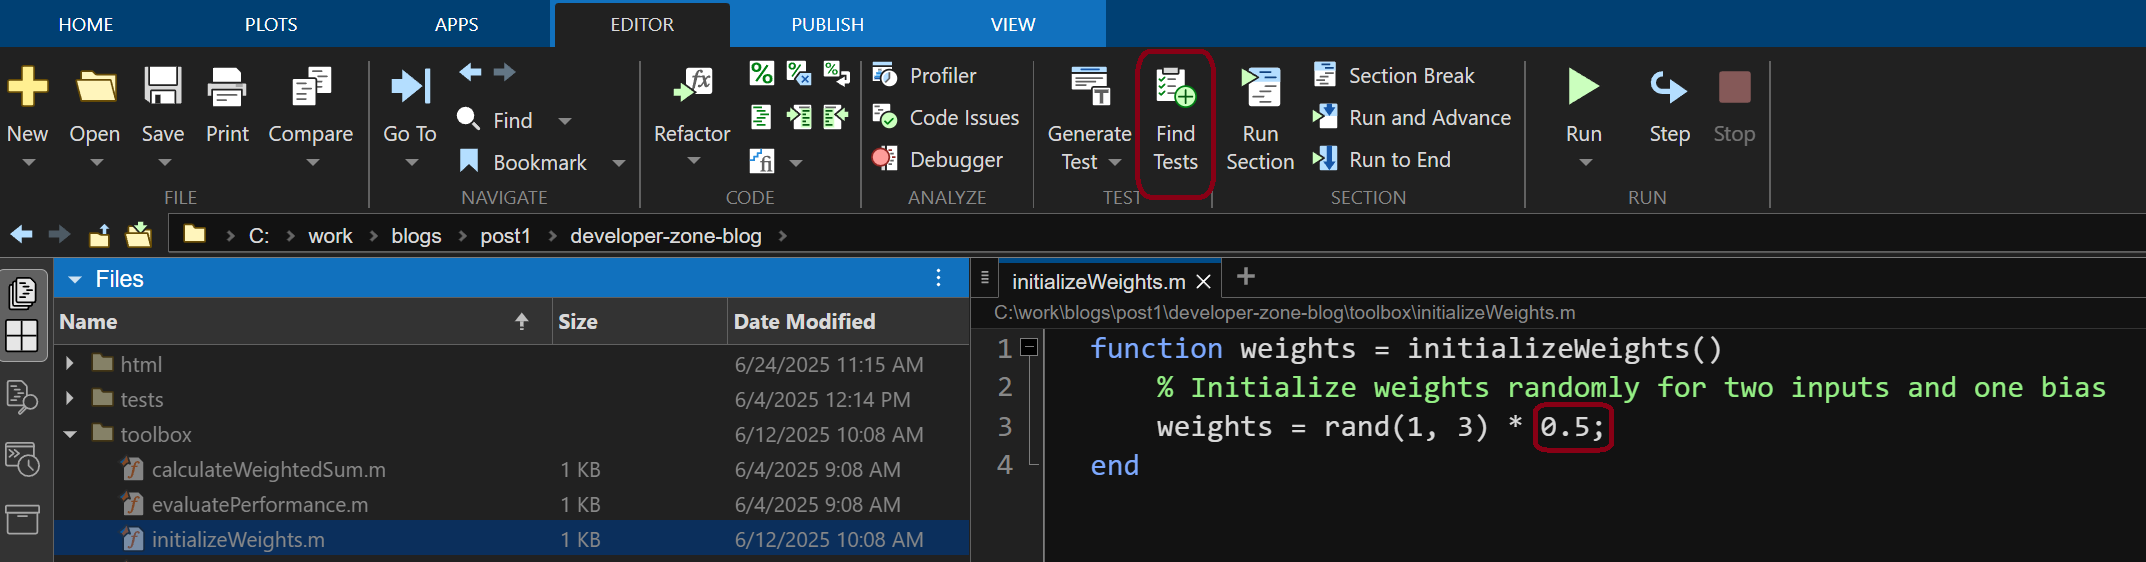 HOME PLOTS APPS EDITOR PUBLISH VIEW
New Open Save Print Compare
FILE
Go To
Find
Bookmark
NAVIGATE
Refactor
CODE
Profiler
Code Issues
Debugger
ANALYZE
Generate
Test
Find
Tests
TEST
Run
Section
Section Break
Run and Advance
Run to End
SECTION
Run Step Stop
RUN
C: > work > blogs > post1 > developer-zone-blog >
Files
Name Size Date Modified
html 6/24/2025 11:15 AM
tests 6/4/2025 12:14 PM
toolbox 6/12/2025 10:08 AM
calculateWeightedSum.m 1 KB 6/4/2025 9:08 AM
evaluatePerformance.m 1 KB 6/4/2025 9:08 AM
initializeWeights.m 1 KB 6/12/2025 10:08 AM
initializeWeights.m
C:\work\blogs\post1\developer-zone-blog\toolbox\initializeWeights.m
1 function weights = initializeWeights()
2 % Initialize weights randomly for two inputs and one bias
3 weights = rand(1, 3) * 0.5;
4 end